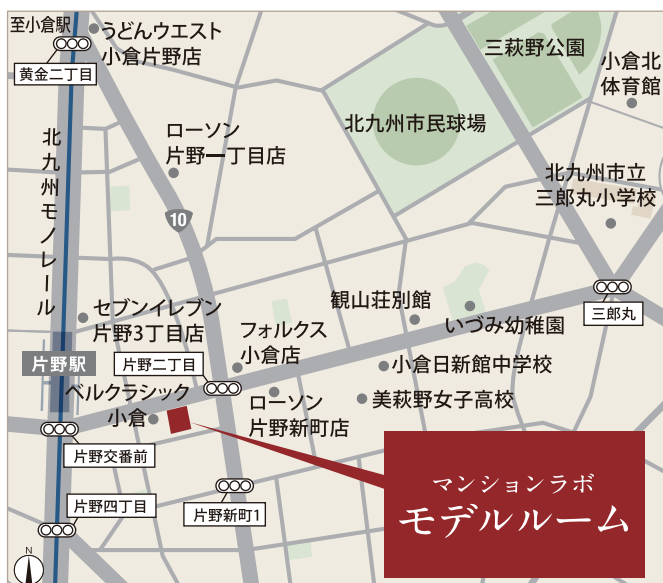 至小倉駅
うどんウエスト
小倉片野店
黄金二丁目
三萩野公園
小倉北
体育館
北九州モノレール
ローソン
片野一丁目店
北九州市民球場
北九州市立
三郎丸小学校
10
セブンイレブン
片野3丁目店
観山荘別館
いづみ幼稚園
三郎丸
フォルクス
小倉店
片野駅
片野二丁目
小倉日新館中学校
ベルクラシック
小倉
ローソン
片野新町店
美萩野女子高校
片野交番前
マンションラボ
モデルルーム
片野四丁目
片野新町1
N